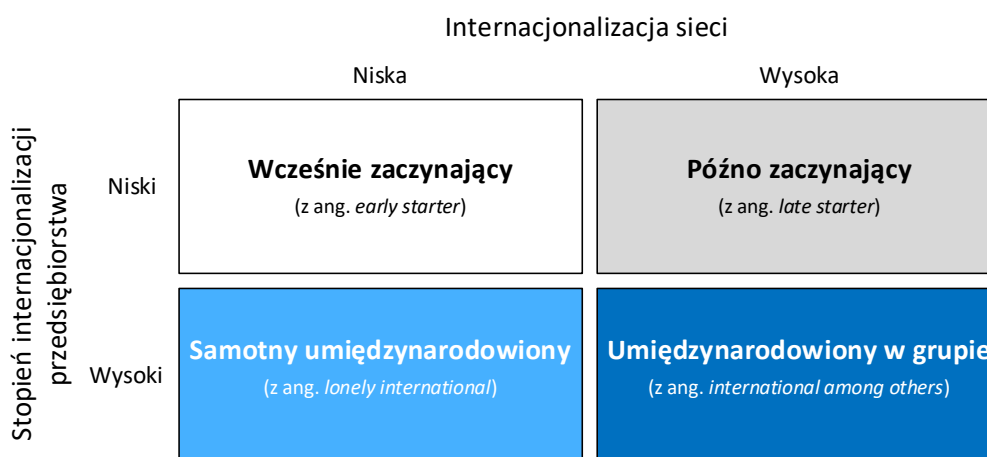 Internacjonalizacja sieci
Niska
Wysoka
Stopień internacjonalizacji
przedsiębiorstwa
Niski
Wcześnie zaczynający
(z ang. early starter)
Późno zaczynający
(z ang. late starter)
Wysoki
Samotny umiędzynarodowiony
(z ang. lonely international)
Umiędzynarodowiony w grupie
(z ang. international among others)